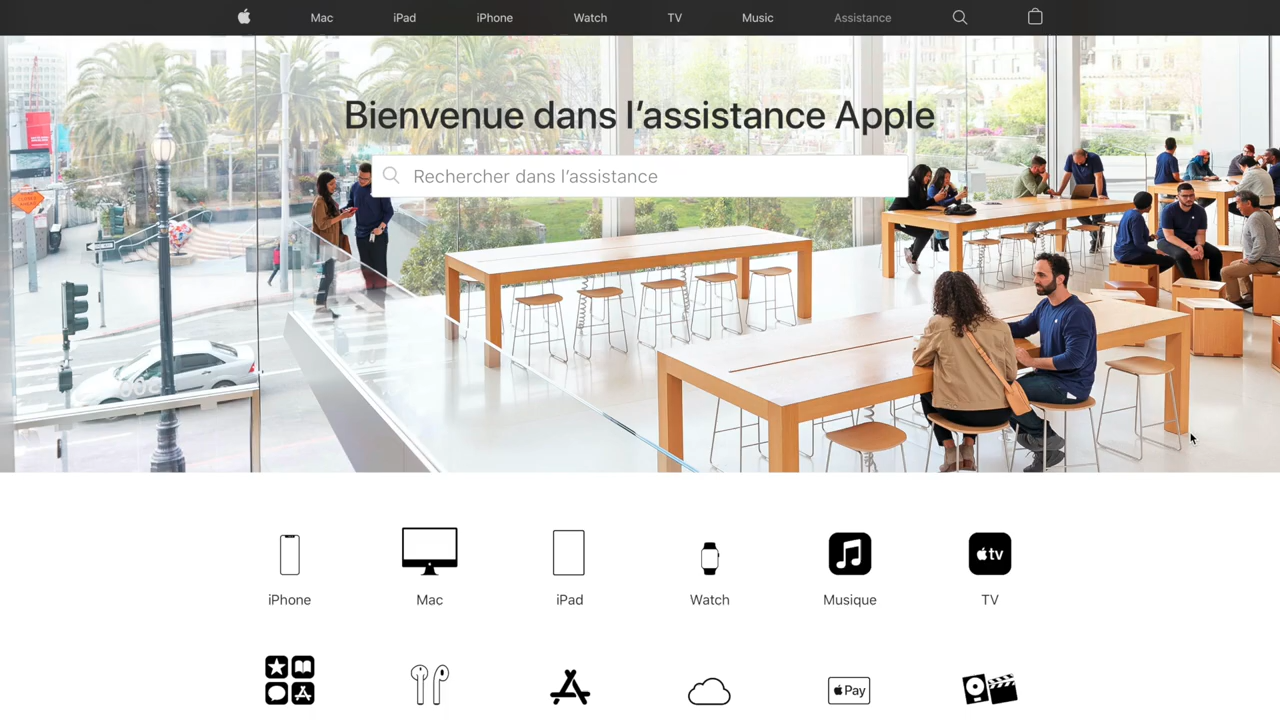 Mac iPad iPhone Watch TV Music Assistance
Bienvenue dans l’assistance Apple
Rechercher dans l’assistance
iPhone Mac iPad Watch Musique TV
tv
Pay